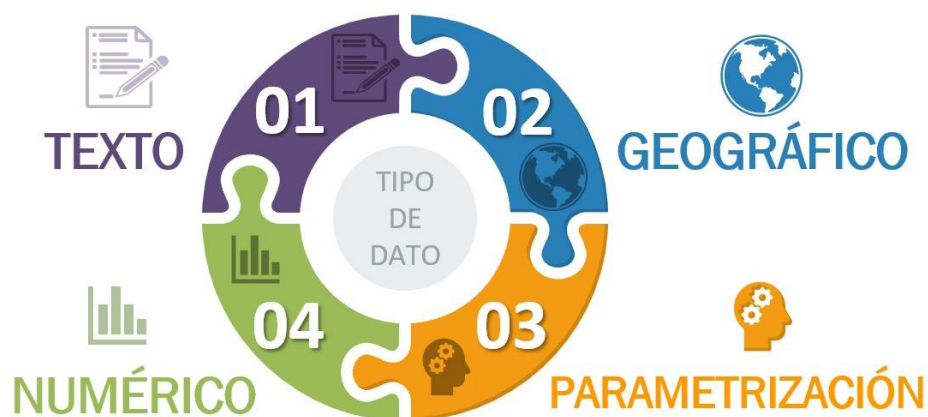 01
TEXTO
02
GEOGRÁFICO
TIPO
DE
DATO
04
NUMÉRICO
03
PARAMETRIZACIÓN